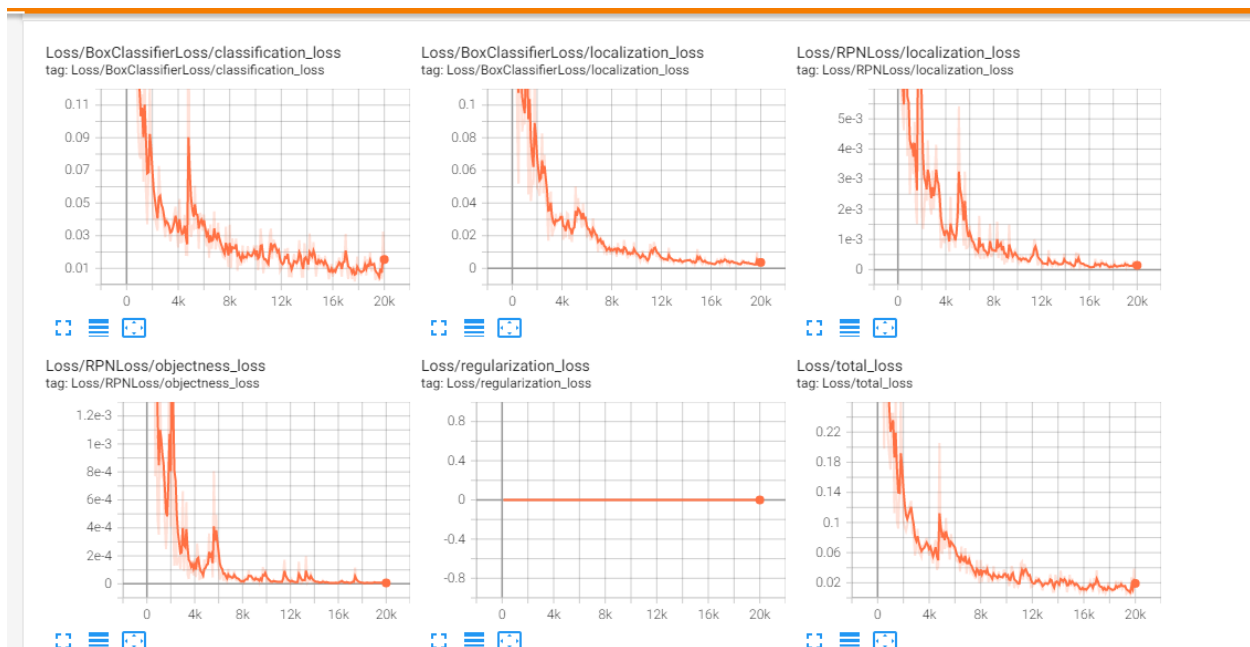 Loss/BoxClassifierLoss/classification_loss
tag: Loss/BoxClassifierLoss/classification_loss
0.11
0.09
0.07
0.05
0.03
0.01
0 4k 8k 12k 16k 20k
Loss/BoxClassifierLoss/localization_loss
tag: Loss/BoxClassifierLoss/localization_loss
0.1
0.08
0.06
0.04
0.02
0
0 4k 8k 12k 16k 20k
Loss/RPNLoss/localization_loss
tag: Loss/RPNLoss/localization_loss
5e-3
4e-3
3e-3
2e-3
1e-3
0
0 4k 8k 12k 16k 20k
Loss/RPNLoss/objectness_loss
tag: Loss/RPNLoss/objectness_loss
1.2e-3
1e-3
8e-4
6e-4
4e-4
2e-4
0
0 4k 8k 12k 16k 20k
Loss/regularization_loss
tag: Loss/regularization_loss
0.8
0.4
0
-0.4
-0.8
0 4k 8k 12k 16k 20k
Loss/total_loss
tag: Loss/total_loss
0.22
0.18
0.14
0.1
0.06
0.02
0 4k 8k 12k 16k 20k